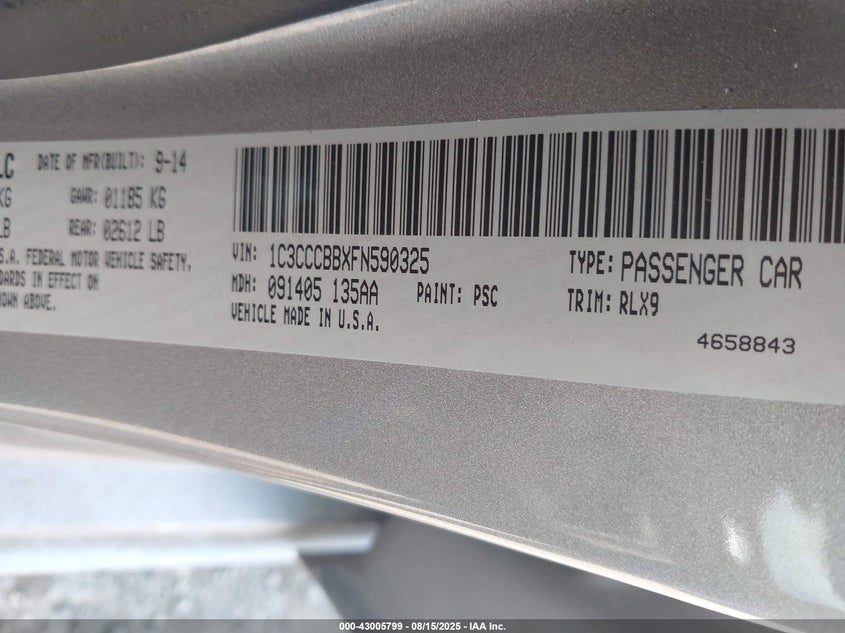 LC DATE OF MFR(BUILT): 9-14
KG GAWR: 01185 KG
LB REAR: 02612 LB
S.A. FEDERAL MOTOR VEHICLE SAFETY,
DARDS IN EFFECT ON
OWN ABOVE.
VIN: 1C3CCCBBXFN590325
MDH: 091405 135AA PAINT: PSC
VEHICLE MADE IN U.S.A.
TYPE: PASSENGER CAR
TRIM: RLX9
4658843
000-43005799 - 08/15/2025 - IAA Inc.